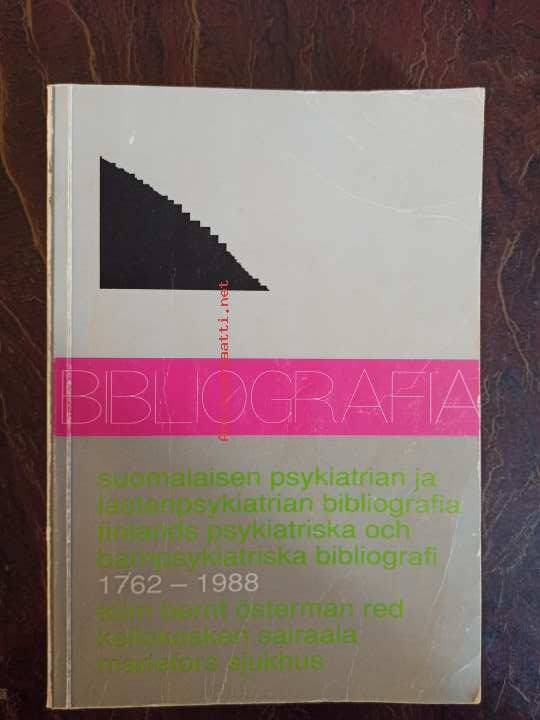 BIBLIOGRAFIA
suomalaisen psykiatrian ja
lastenpsykiatrian bibliografia
finlands psykiatriska och
barnpsykiatriska bibliografi
1762 – 1988
toim bernt österman red
kellokosken sairaala
mariefors sjukhus